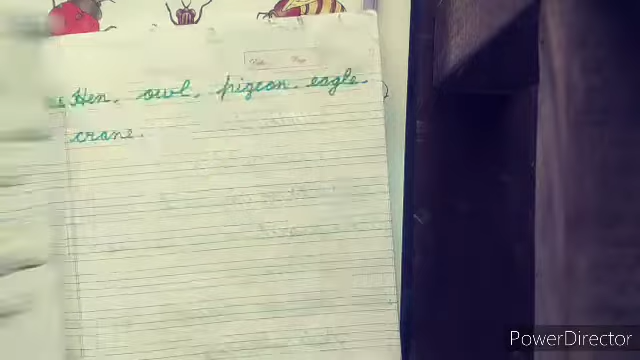 Hen, owl, pigeon, eagle,
crane.
PowerDirector